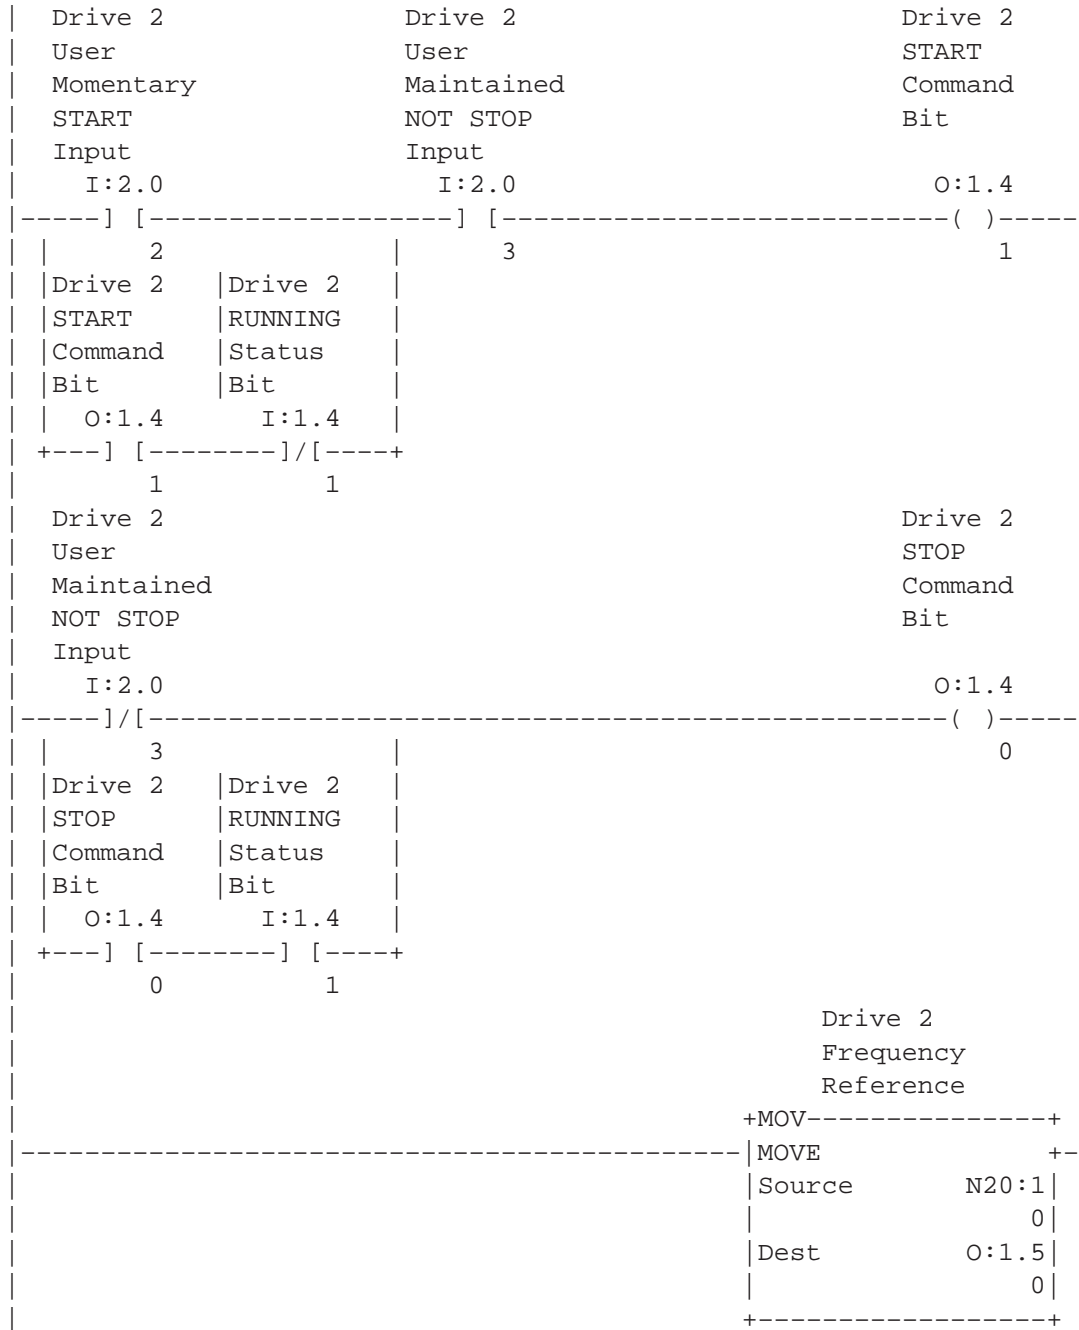 | Drive 2 Drive 2 Drive 2
| User User START
| Momentary Maintained Command
| START NOT STOP Bit
| Input Input
| I:2.0 I:2.0 O:1.4
|-----] [-------------------] [----------------------------( )-----
| | 2 | 3 1
| |Drive 2 |Drive 2 |
| |START |RUNNING |
| |Command |Status |
| |Bit |Bit |
| | O:1.4 I:1.4 |
| +---] [--------]/[----+
| 1 1
| Drive 2 Drive 2
| User STOP
| Maintained Command
| NOT STOP Bit
| Input
| I:2.0 O:1.4
|-----]/[--------------------------------------------------( )-----
| | 3 | 0
| |Drive 2 |Drive 2 |
| |STOP |RUNNING |
| |Command |Status |
| |Bit |Bit |
| | O:1.4 I:1.4 |
| +---] [--------] [----+
| 0 1
| Drive 2
| Frequency
| Reference
| +MOV---------------+
|---------------------------------------------|MOVE +-
| |Source N20:1|
| | 0|
| |Dest O:1.5|
| | 0|
| +------------------+